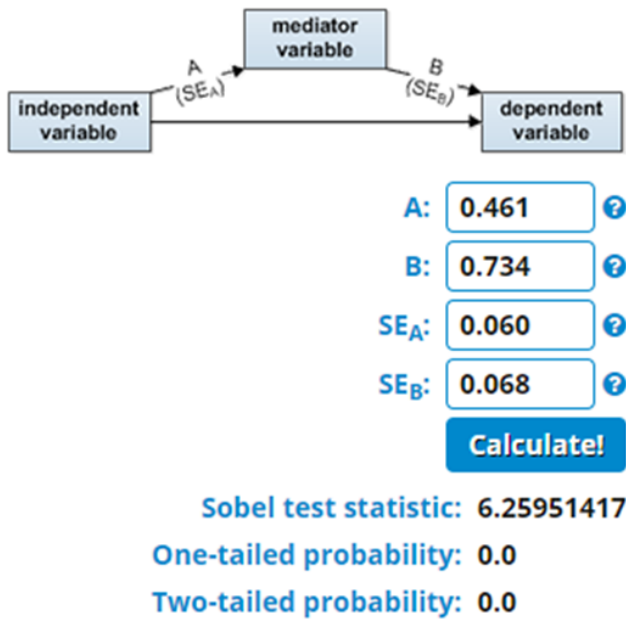 mediator
variable
A
(SEA)
B
(SEB)
independent
variable
dependent
variable
A: 0.461 ?
B: 0.734 ?
SEA: 0.060 ?
SEB: 0.068 ?
Calculate!
Sobel test statistic: 6.25951417
One-tailed probability: 0.0
Two-tailed probability: 0.0